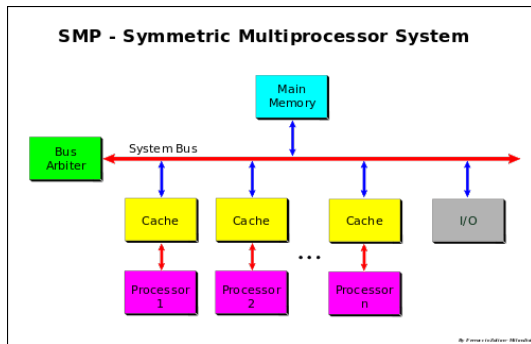 SMP - Symmetric Multiprocessor System
Main
Memory
Bus
Arbiter
System Bus
Cache
Cache
Cache
I/O
...
Processor
1
Processor
2
Processor
n